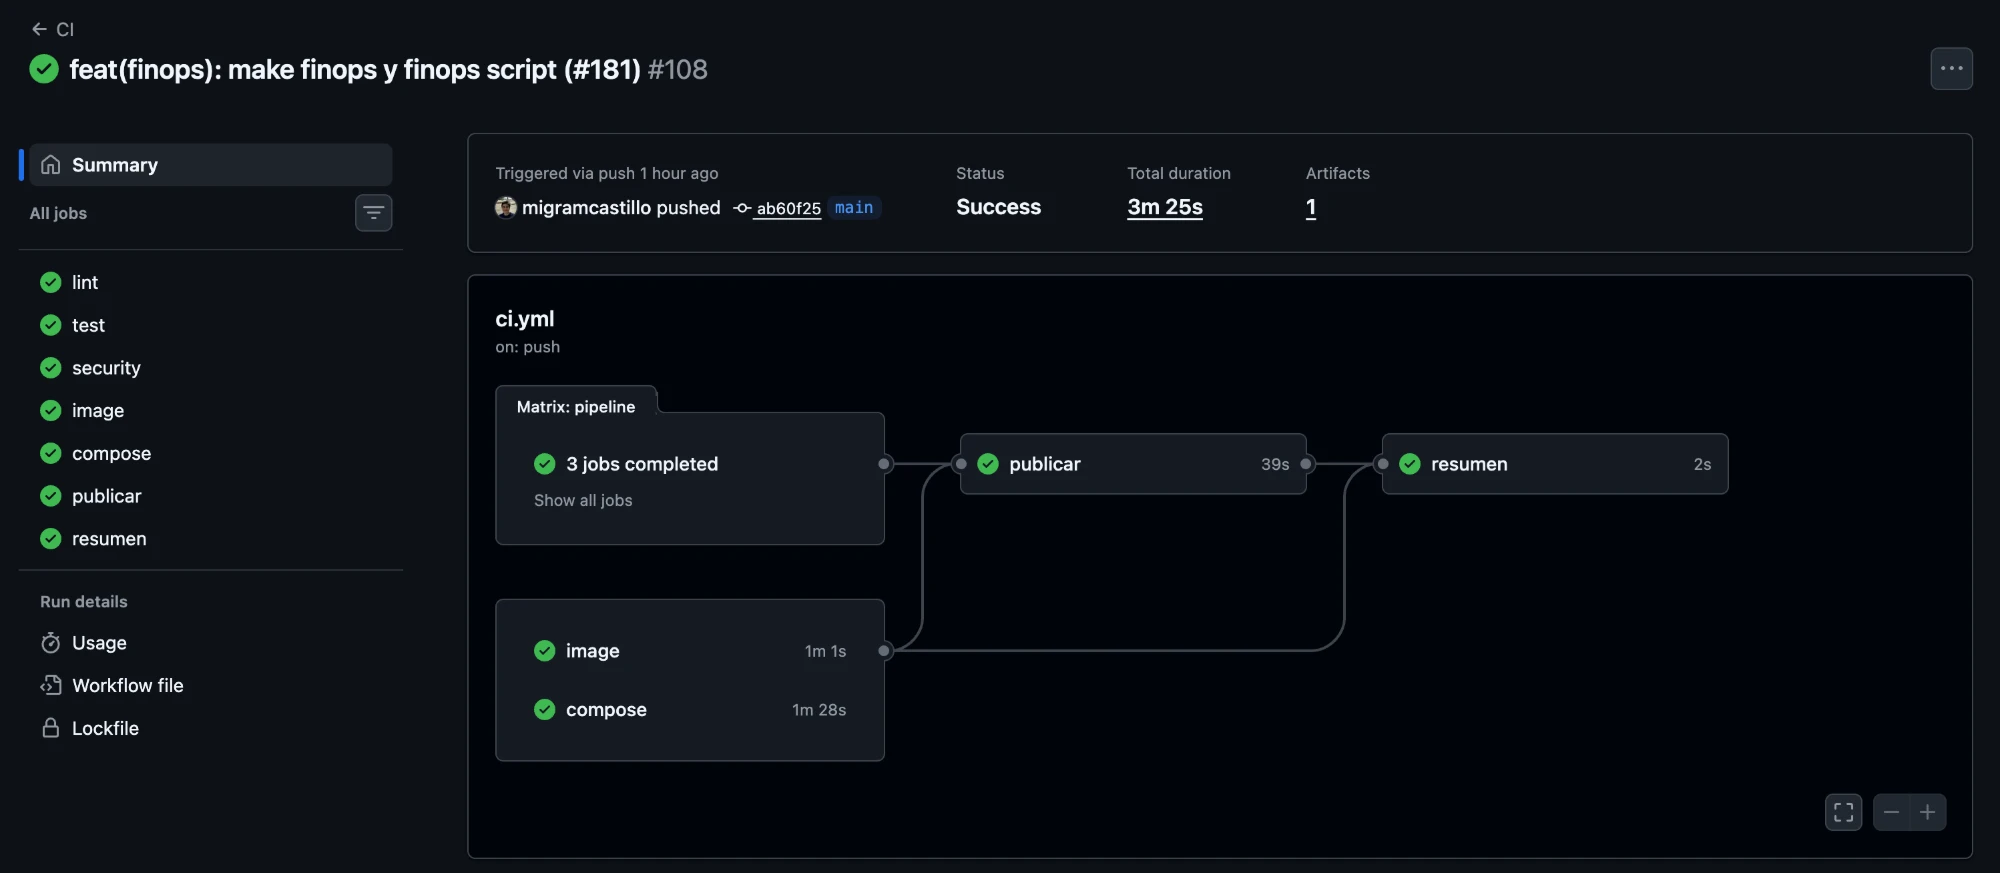 CI
feat(finops): make finops y finops script (#181) #108
Summary
All jobs
lint
test
security
image
compose
publicar
resumen
Run details
Usage
Workflow file
Lockfile
Triggered via push 1 hour ago
migramcastillo pushed ab60f25 main
Status
Success
Total duration
3m 25s
Artifacts
1
ci.yml
on: push
Matrix: pipeline
3 jobs completed
Show all jobs
publicar 39s
resumen 2s
image 1m 1s
compose 1m 28s